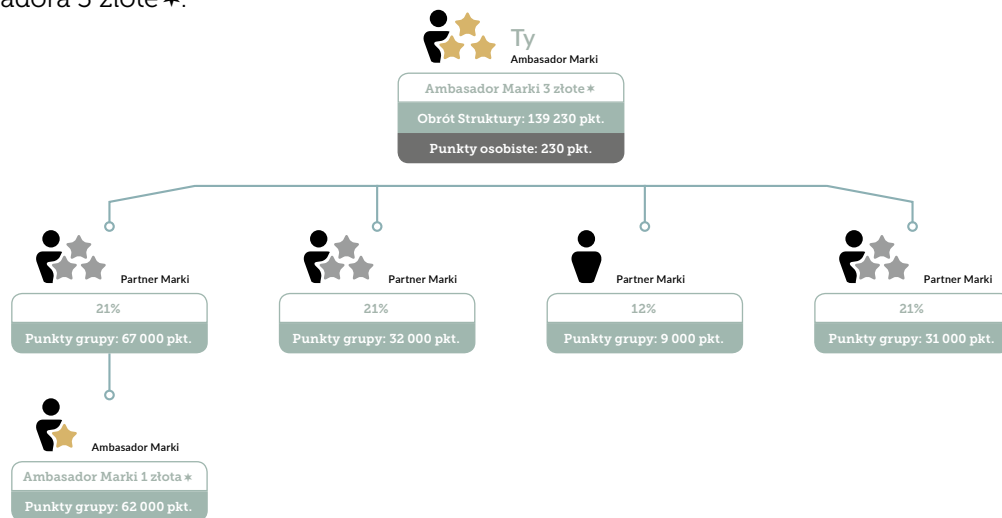 adora 3 złote✶.
Ty
Ambasador Marki
Ambasador Marki 3 złote✶
Obrót Struktury: 139 230 pkt.
Punkty osobiste: 230 pkt.
Partner Marki
Partner Marki
Partner Marki
Partner Marki
21%
21%
12%
21%
Punkty grupy: 67 000 pkt.
Punkty grupy: 32 000 pkt.
Punkty grupy: 9 000 pkt.
Punkty grupy: 31 000 pkt.
Ambasador Marki
Ambasador Marki 1 złota✶
Punkty grupy: 62 000 pkt.